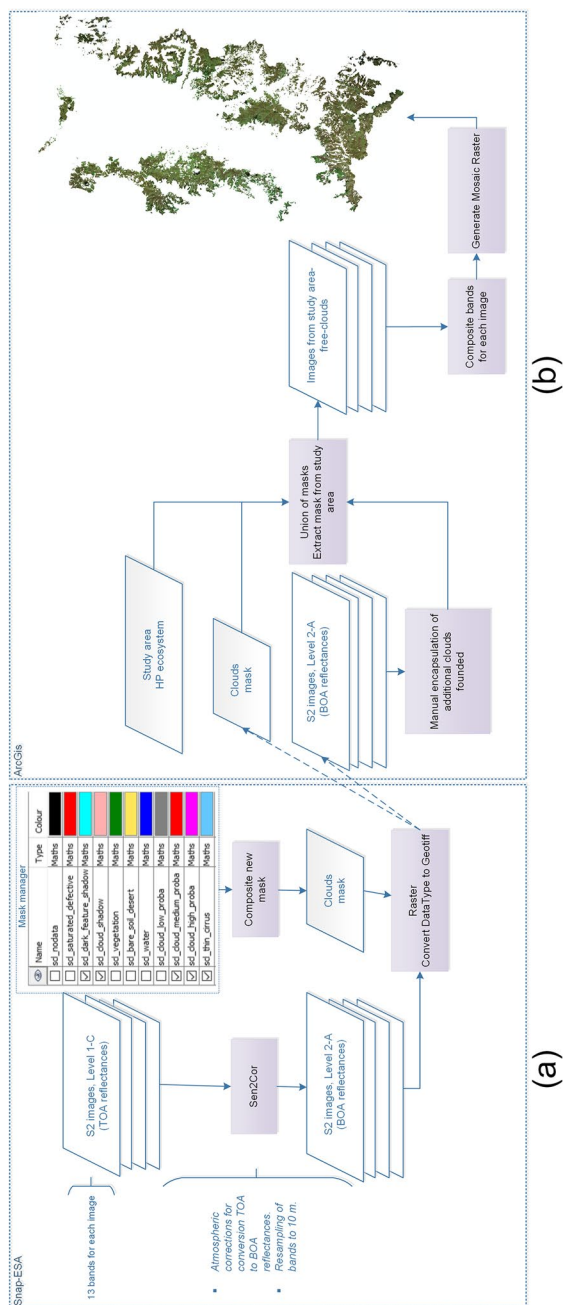 Snap-ESA
13 bands for each image
S2 images, Level 1-C
(TOA reflectances)
▪ Atmospheric
corrections for
conversion TOA
to BOA
reflectances.
▪ Resampling of
bands to 10 m.
Sen2Cor
S2 images, Level 2-A
(BOA reflectances)
Mask manager
Name Type Colour
sd_nodata Maths
sd_saturated_defective Maths
sd_dark_feature_shadow Maths
sd_cloud_shadow Maths
sd_vegetation Maths
sd_bare_soil_desert Maths
sd_water Maths
sd_cloud_low_proba Maths
sd_cloud_medium_proba Maths
sd_cloud_high_proba Maths
sd_thin_cirrus Maths
Composite new
mask
Clouds
mask
Raster
Convert DataType to Geotiff
(a)
ArcGis
Study area
HP ecosystem
Clouds
mask
S2 images, Level 2-A
(BOA reflectances)
Manual encapsulation of
additional clouds
founded
Union of masks
Extract mask from study
area
Images from study area-
free-clouds
Composite bands
for each image
Generate Mosaic Raster
(b)